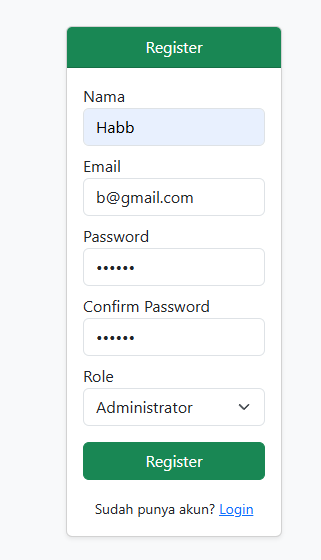 Register
Nama
Habb
Email
b@gmail.com
Password
••••••
Confirm Password
••••••
Role
Administrator
Register
Sudah punya akun? Login